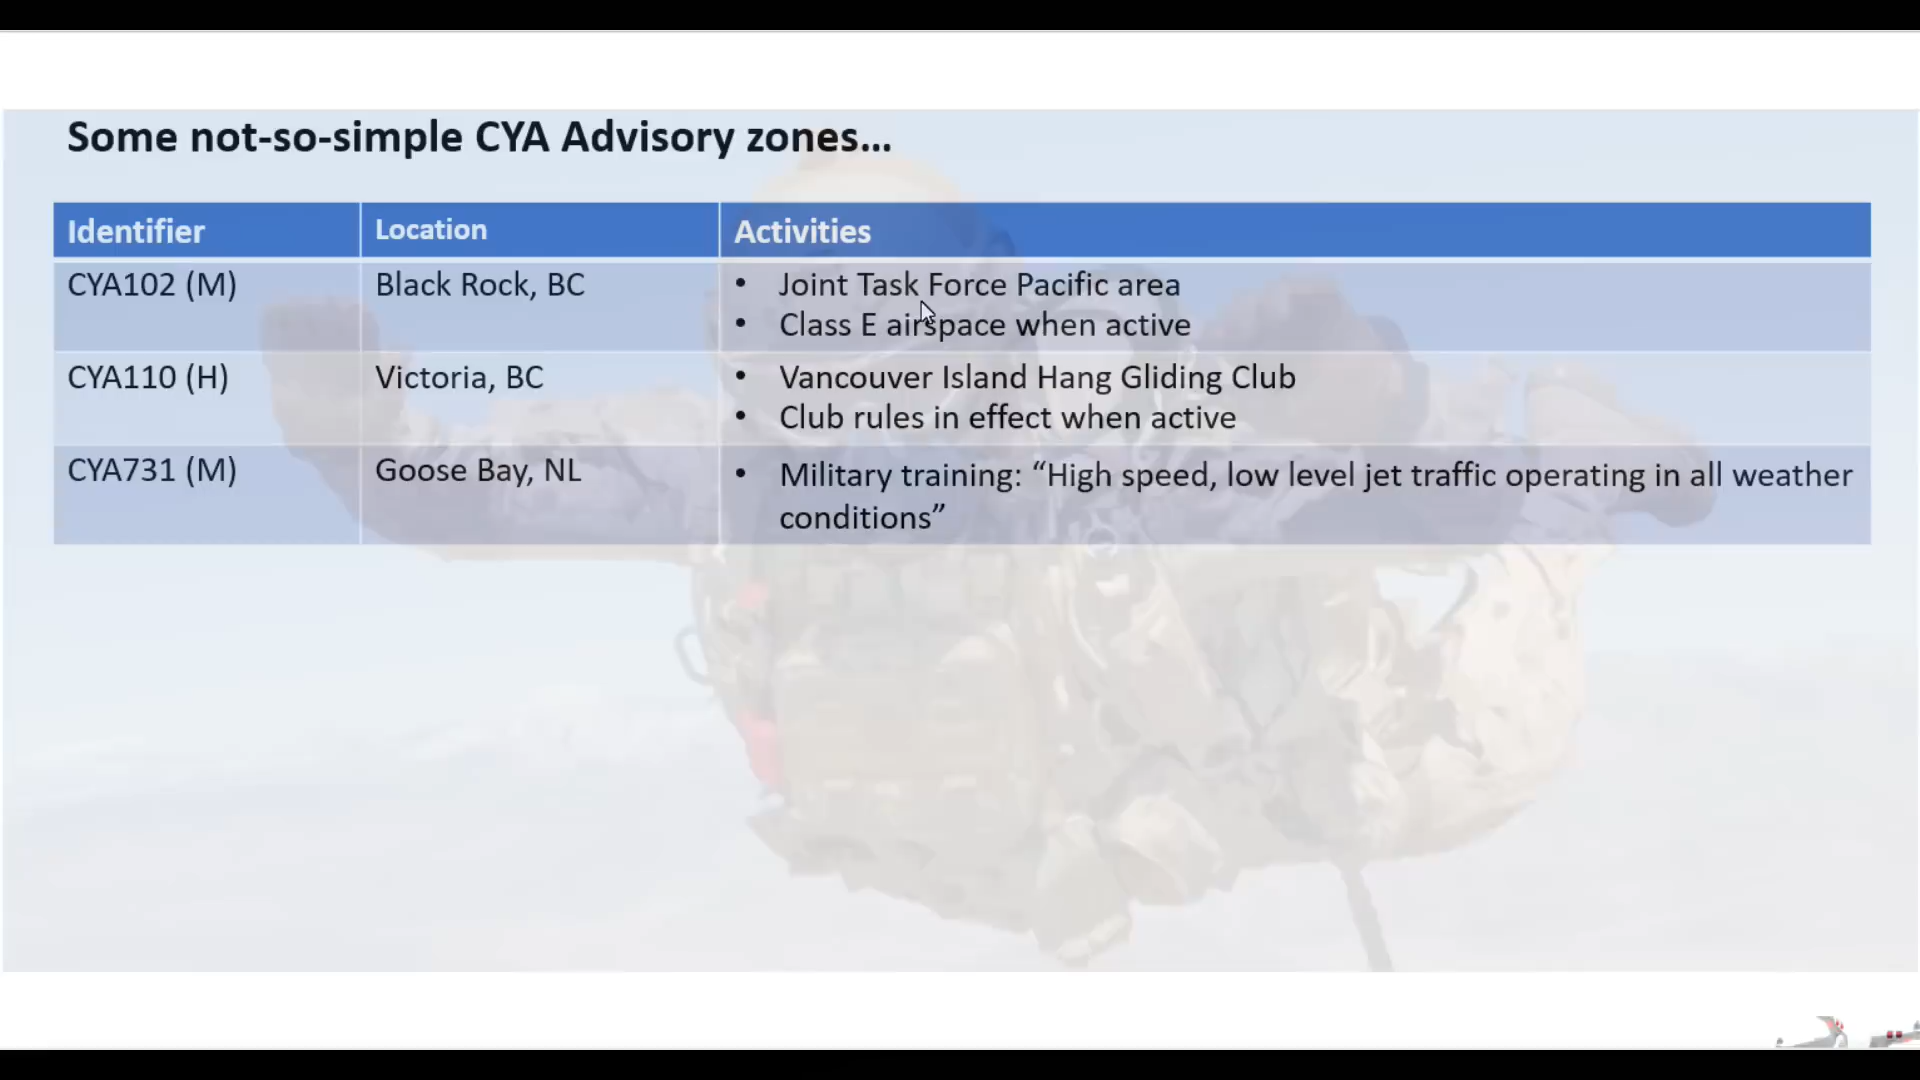 Some not-so-simple CYA Advisory zones...
Identifier
Location
Activities
CYA102 (M)
Black Rock, BC
• Joint Task Force Pacific area
• Class E airspace when active
CYA110 (H)
Victoria, BC
• Vancouver Island Hang Gliding Club
• Club rules in effect when active
CYA731 (M)
Goose Bay, NL
• Military training: “High speed, low level jet traffic operating in all weather
conditions”